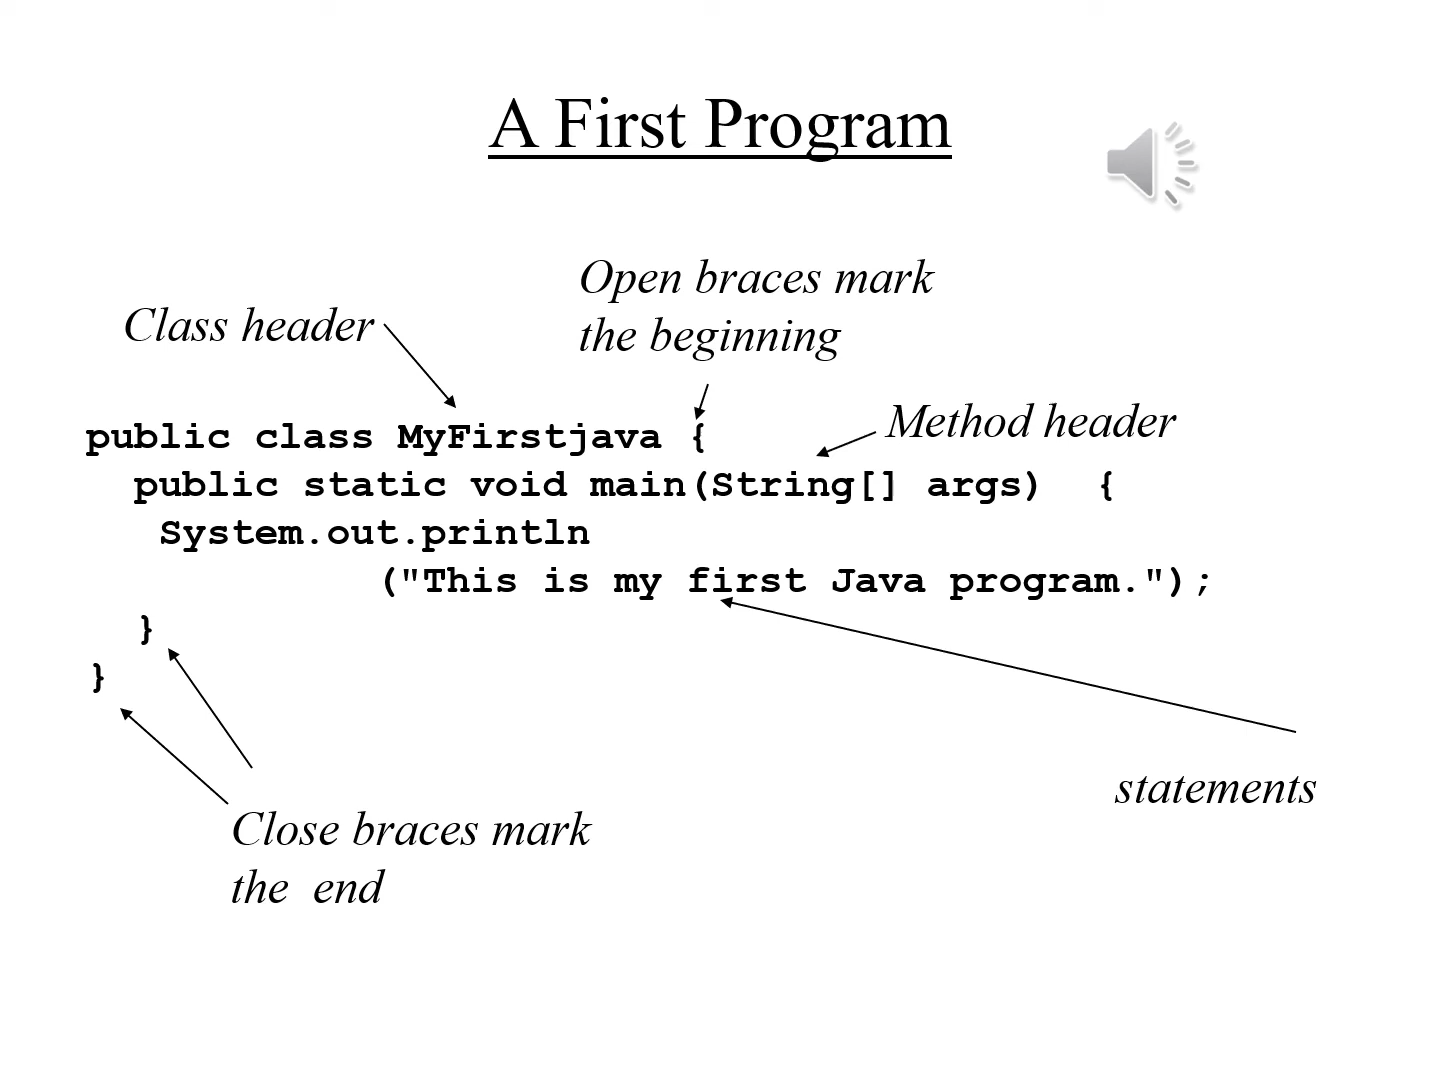 A First Program
Open braces mark
the beginning
Class header
Method header
public class MyFirstjava {
public static void main(String[] args)  {
System.out.println
("This is my first Java program.");
}
}
statements
Close braces mark
the  end